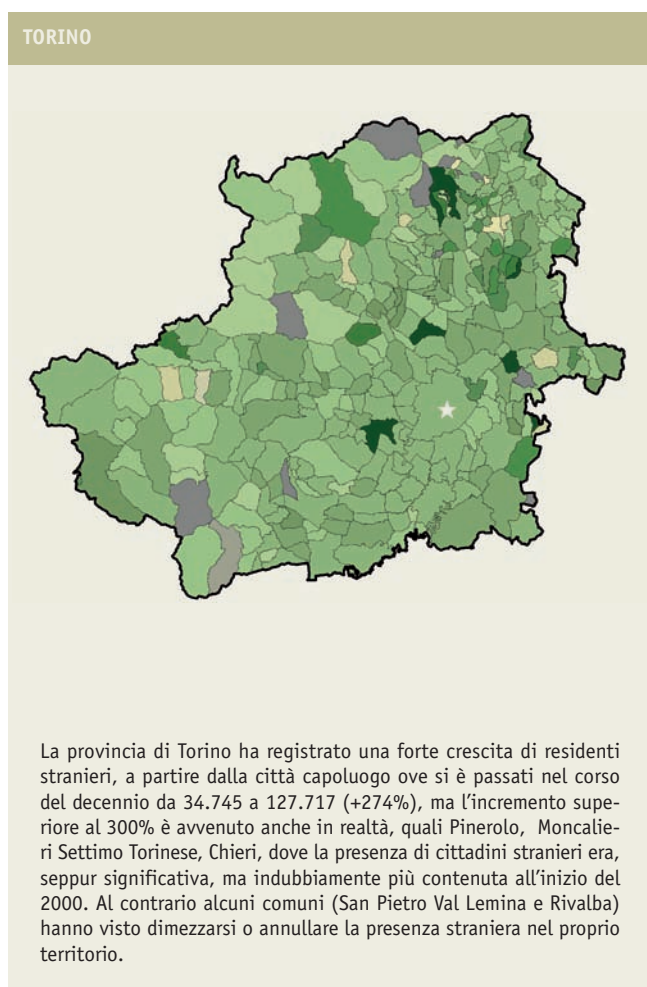 TORINO
La provincia di Torino ha registrato una forte crescita di residenti
stranieri, a partire dalla città capoluogo ove si è passati nel corso
del decennio da 34.745 a 127.717 (+274%), ma l'incremento supe-
riore al 300% è avvenuto anche in realtà, quali Pinerolo, Moncalie-
ri Settimo Torinese, Chieri, dove la presenza di cittadini stranieri era,
seppur significativa, ma indubbiamente più contenuta all'inizio del
2000. Al contrario alcuni comuni (San Pietro Val Lemina e Rivalba)
hanno visto dimezzarsi o annullare la presenza straniera nel proprio
territorio.